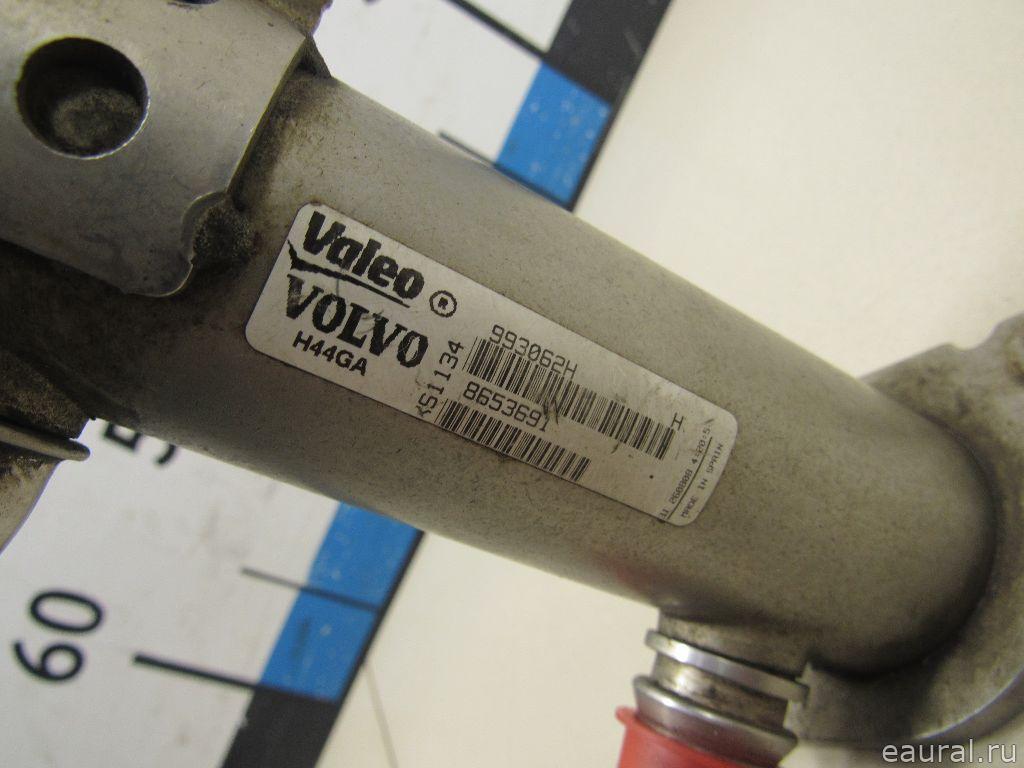 Valeo ®
VOLVO
H44GA
KS1134
993062H
8653691
H
MADE IN SPAIN
60
eaural.ru